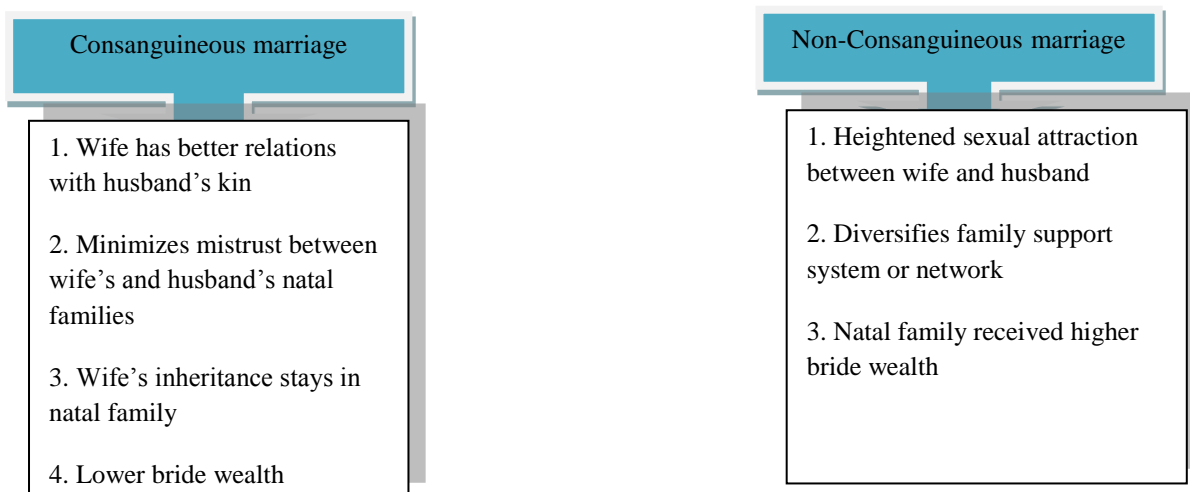 Consanguineous marriage
1. Wife has better relations
with husband’s kin
2. Minimizes mistrust between
wife’s and husband’s natal
families
3. Wife’s inheritance stays in
natal family
4. Lower bride wealth
Non-Consanguineous marriage
1. Heightened sexual attraction
between wife and husband
2. Diversifies family support
system or network
3. Natal family received higher
bride wealth